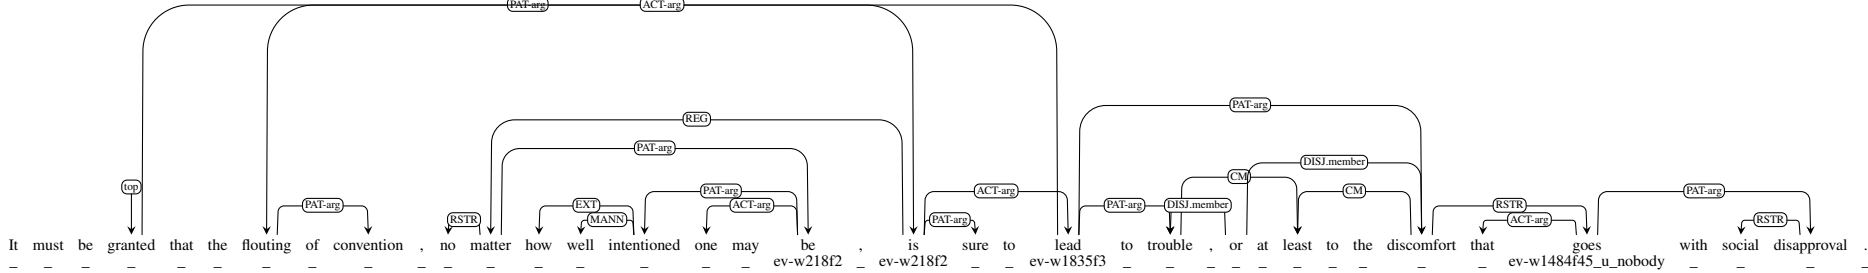 PAT-arg ACT-arg
PAT-arg
REG
PAT-arg
DISJ.member
CM
top PAT-arg ACT-arg CM PAT-arg
PAT-arg EXT ACT-arg PAT-arg DISJ.member RSTR
RSTR MANN PAT-arg ACT-arg RSTR
It must be granted that the flouting of convention , no matter how well intentioned one may be , is sure to lead to trouble , or at least to the discomfort that goes with social disapproval .
_ _ _ _ _ _ _ _ _ _ _ _ _ _ _ _ _ ev-w218f2 _ ev-w218f2 _ _ ev-w1835f3 _ _ _ _ _ _ _ _ _ _ ev-w1484f45_u_nobody _ _ _ _